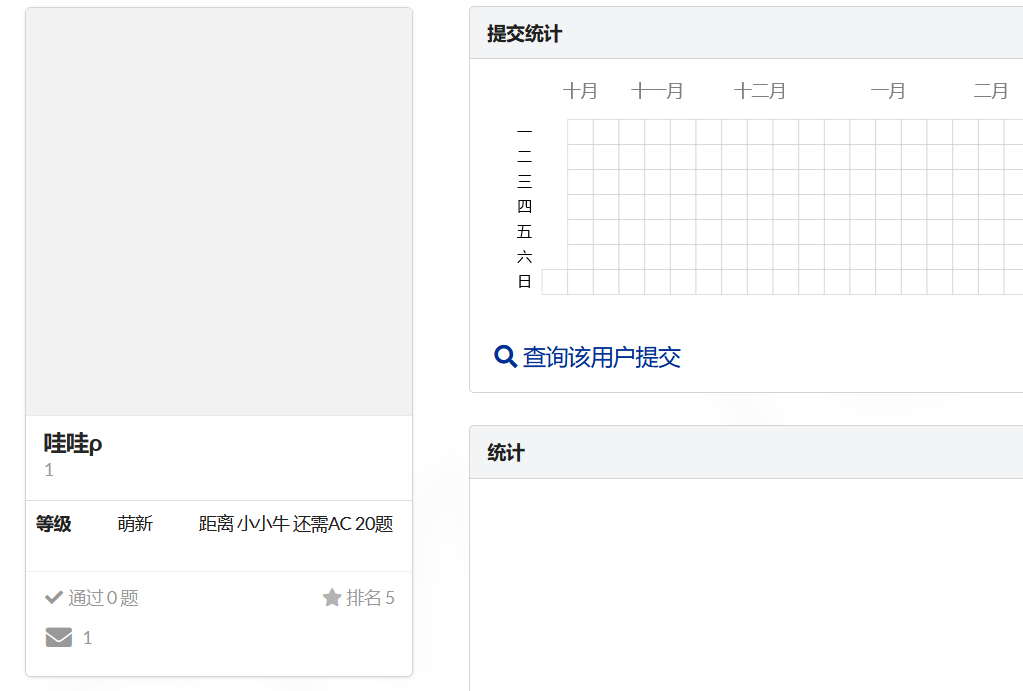 哇哇ρ
1
等级 萌新 距离 小小牛 还需AC 20题
通过 0 题 排名 5
1
提交统计
十月 十一月 十二月 一月 二月
一
二
三
四
五
六
日
查询该用户提交
统计